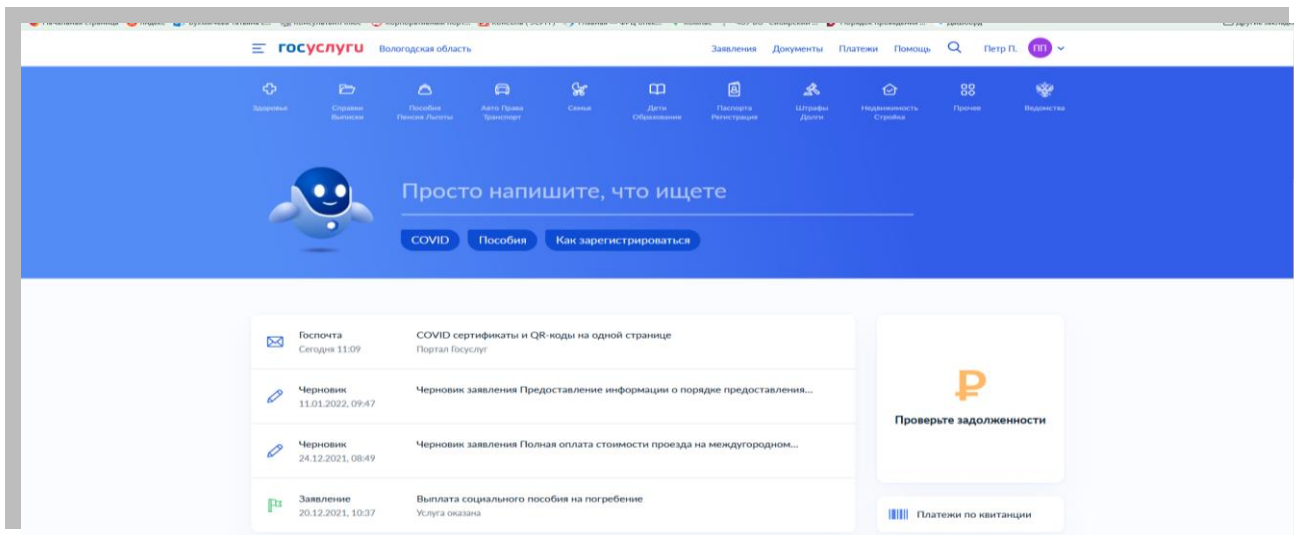 госуслуги Вологодская область Заявления Документы Платежи Помощь Петр П. ПП
Здоровье Справки Пособия Авто Права Семья Дети Паспорта Штрафы Недвижимость Прочее Ведомства
Выписки Пенсия Льготы Транспорт Образование Регистрация Долги Стройка
Просто напишите, что ищете
COVID Пособия Как зарегистрироваться
Госпочта COVID сертификаты и QR-коды на одной странице
Сегодня 11:09 Портал Госуслуг
Черновик Черновик заявления Предоставление информации о порядке предоставления...
11.01.2022, 09:47
Проверьте задолженности
Черновик Черновик заявления Полная оплата стоимости проезда на междугородном...
24.12.2021, 08:49
Заявление Выплата социального пособия на погребение
20.12.2021, 10:37 Услуга оказана
Платежи по квитанции